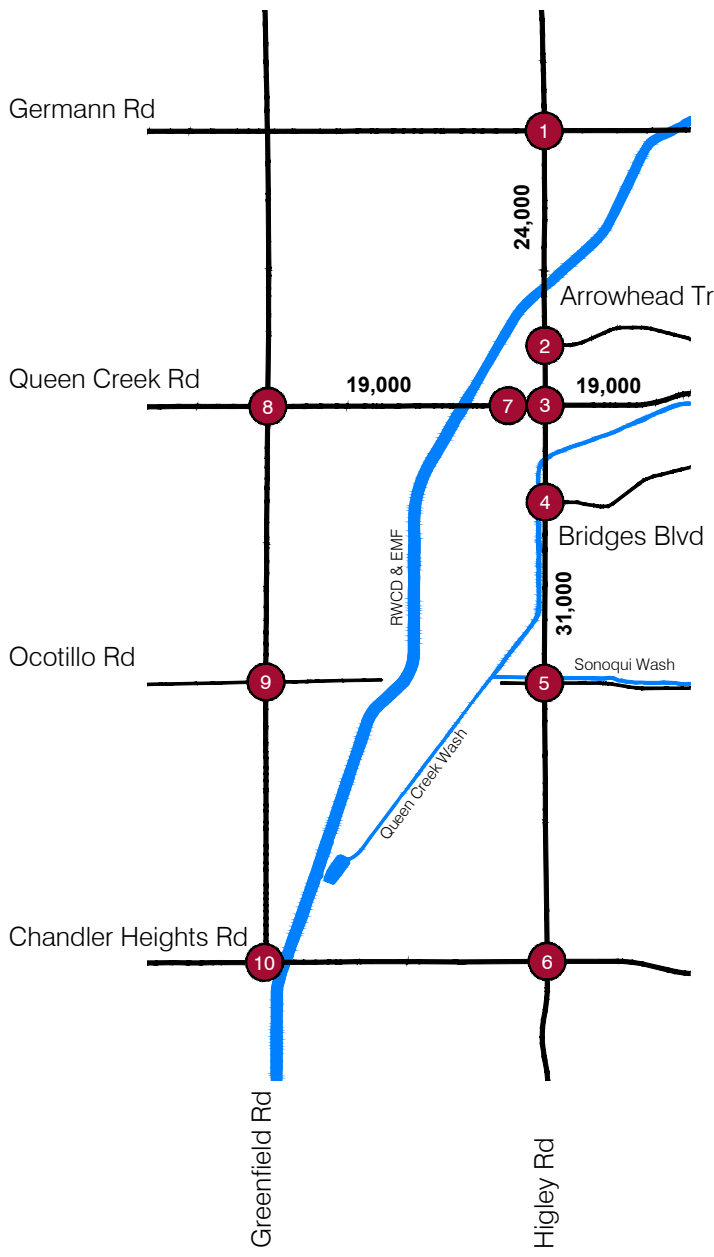 Germann Rd
1
24,000
Arrowhead Tr
2
Queen Creek Rd
19,000
19,000
8
7
3
4
Bridges Blvd
RWCD & EMF
31,000
Ocotillo Rd
Sonoqui Wash
9
5
Queen Creek Wash
Chandler Heights Rd
10
6
Greenfield Rd
Higley Rd